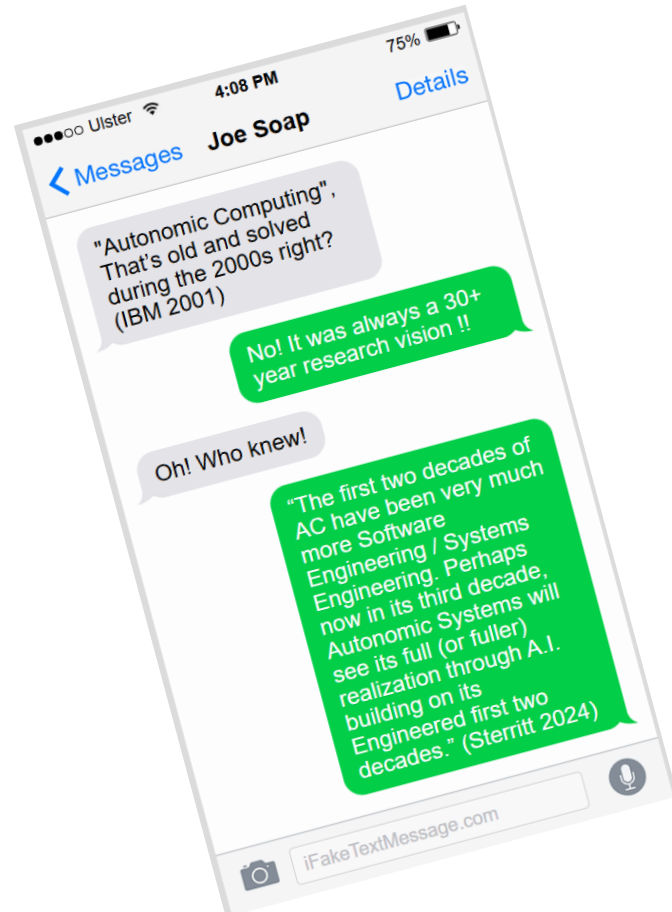 Ulster
4:08 PM
75%
Messages
Joe Soap
Details
"Autonomic Computing",
That's old and solved
during the 2000s right?
(IBM 2001)
No! It was always a 30+
year research vision !!
Oh! Who knew!
“The first two decades of
AC have been very much
more Software
Engineering / Systems
Engineering. Perhaps
now in its third decade,
Autonomic Systems will
see its full (or fuller)
realization through A.I.
building on its
Engineered first two
decades.” (Sterritt 2024)
iFakeTextMessage.com